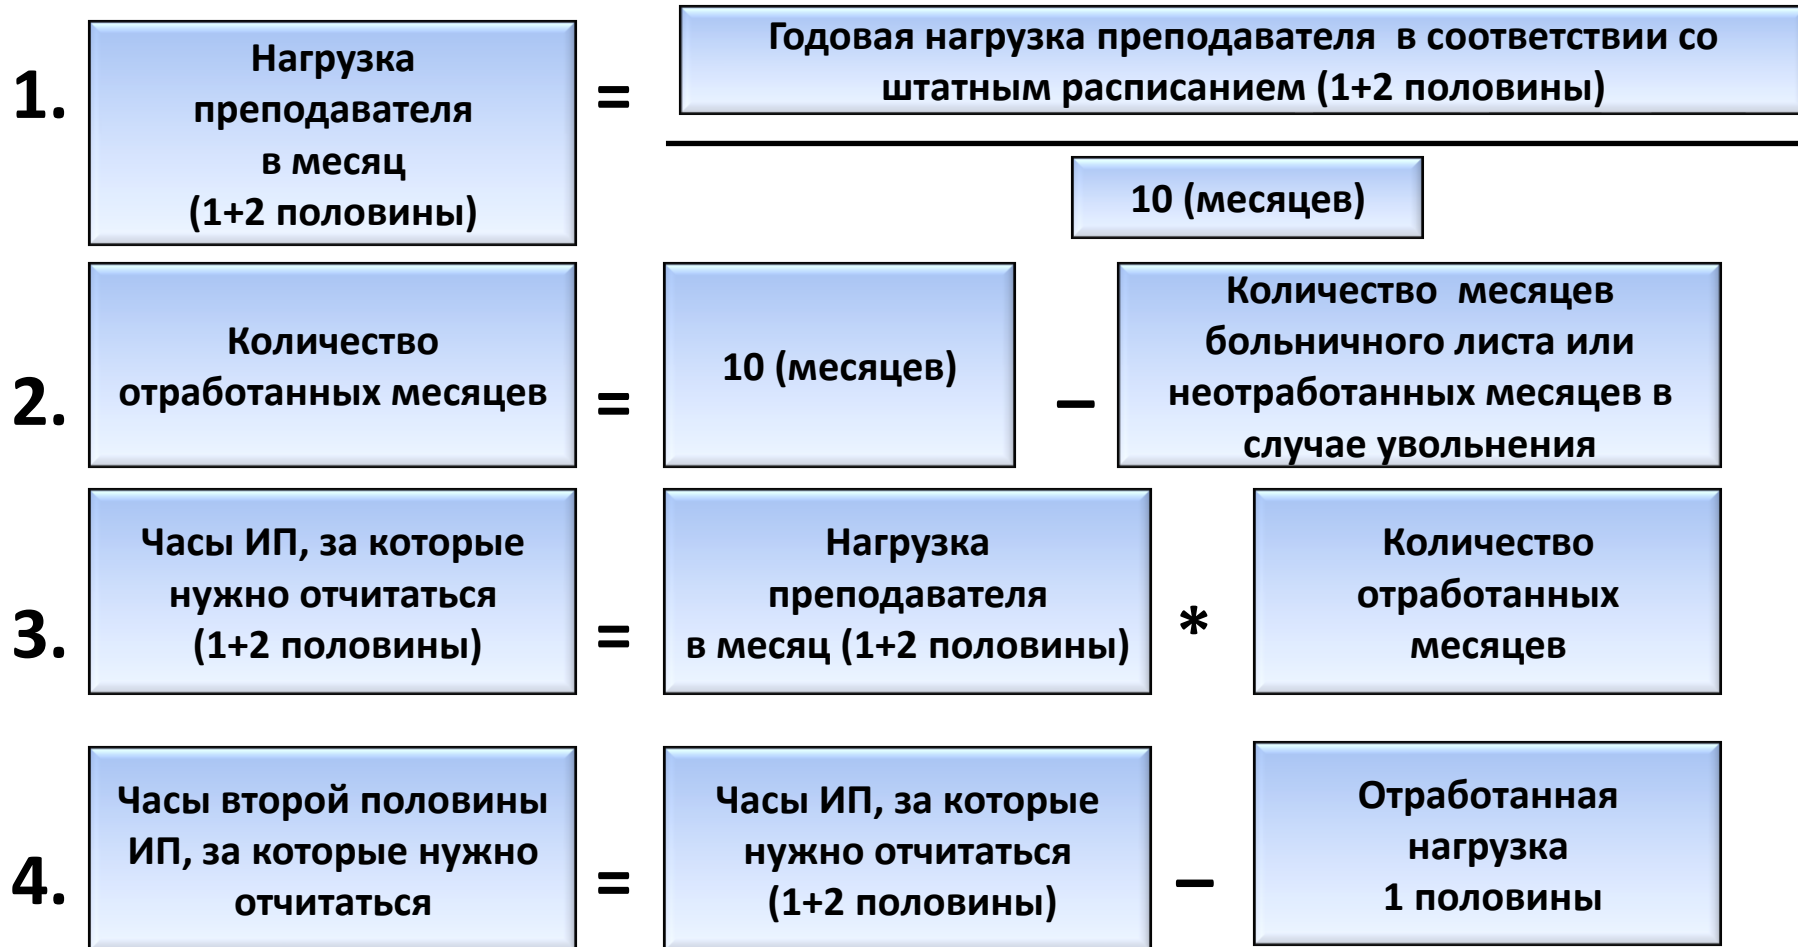 1.
Нагрузка
преподавателя
в месяц
(1+2 половины)
=
Годовая нагрузка преподавателя  в соответствии со
штатным расписанием (1+2 половины)
10 (месяцев)
2.
Количество
отработанных месяцев
=
10 (месяцев)
–
Количество  месяцев
больничного листа или
неотработанных месяцев в
случае увольнения
3.
Часы ИП, за которые
нужно отчитаться
(1+2 половины)
=
Нагрузка
преподавателя
в месяц (1+2 половины)
*
Количество
отработанных
месяцев
4.
Часы второй половины
ИП, за которые нужно
отчитаться
=
Часы ИП, за которые
нужно отчитаться
(1+2 половины)
–
Отработанная
нагрузка
1 половины